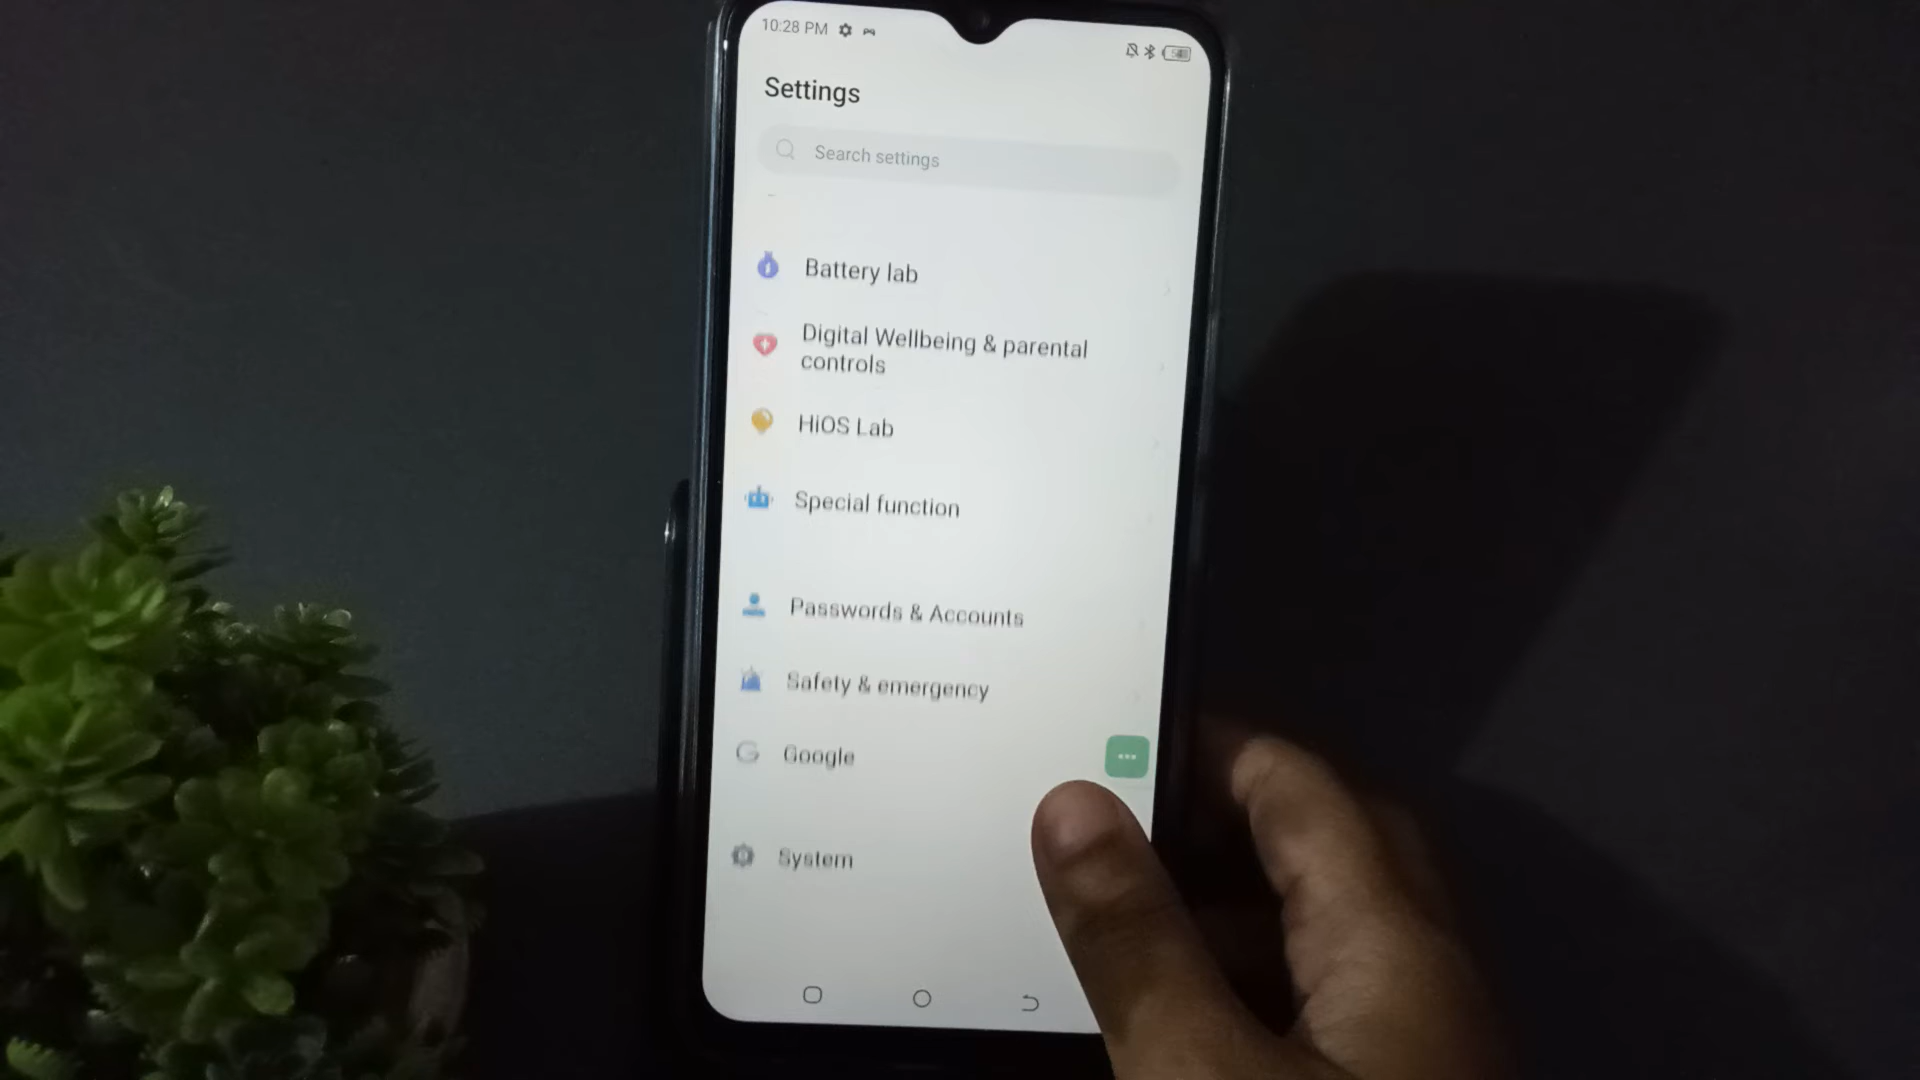 10:28 PM
Settings
Search settings
Battery lab
Digital Wellbeing & parental
controls
HiOS Lab
Special function
Passwords & Accounts
Safety & emergency
Google
System